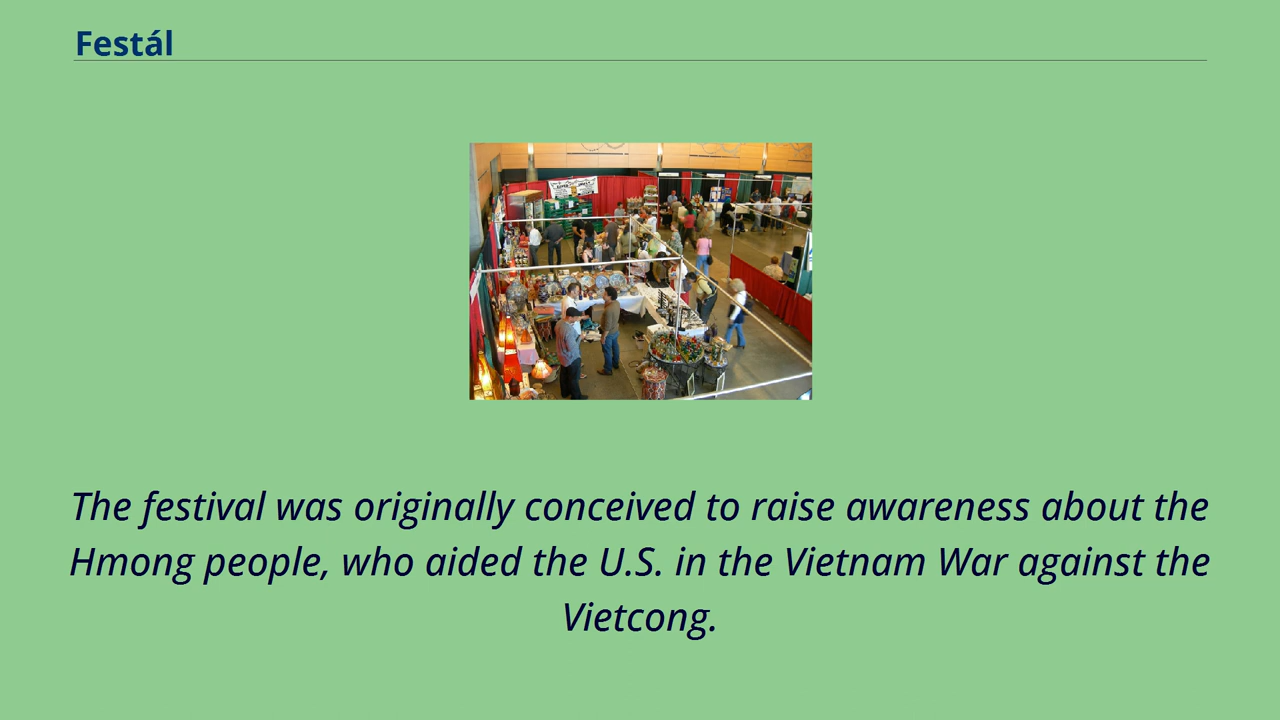 Festál
The festival was originally conceived to raise awareness about the
Hmong people, who aided the U.S. in the Vietnam War against the
Vietcong.